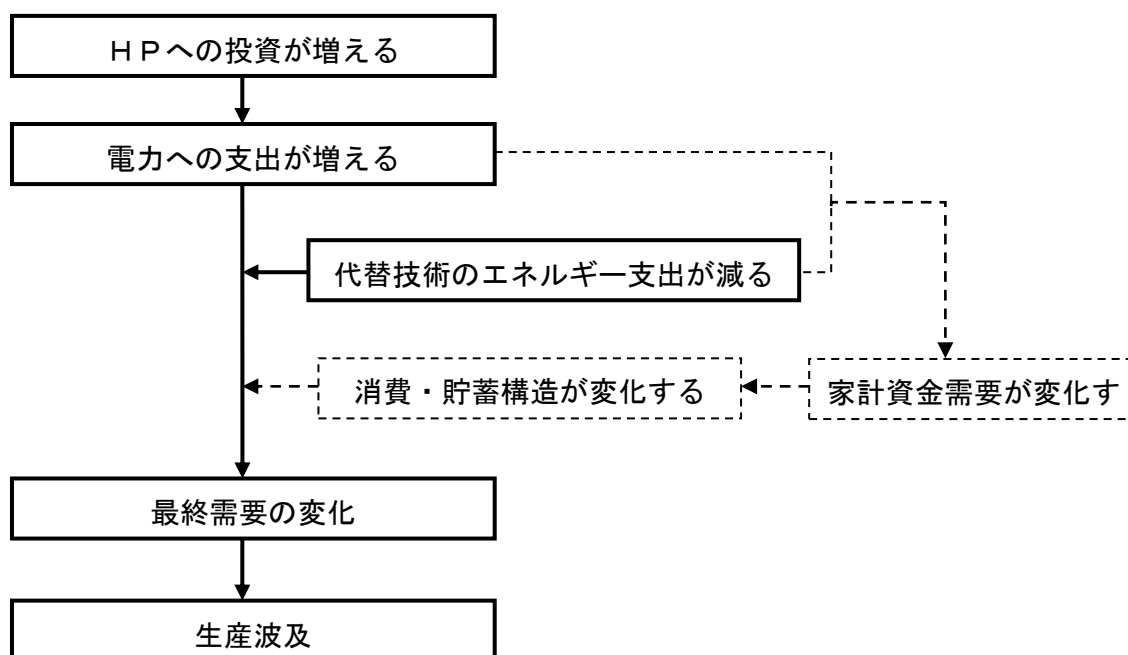 ＨＰへの投資が増える
電力への支出が増える
代替技術のエネルギー支出が減る
消費・貯蓄構造が変化する
家計資金需要が変化す
最終需要の変化
生産波及